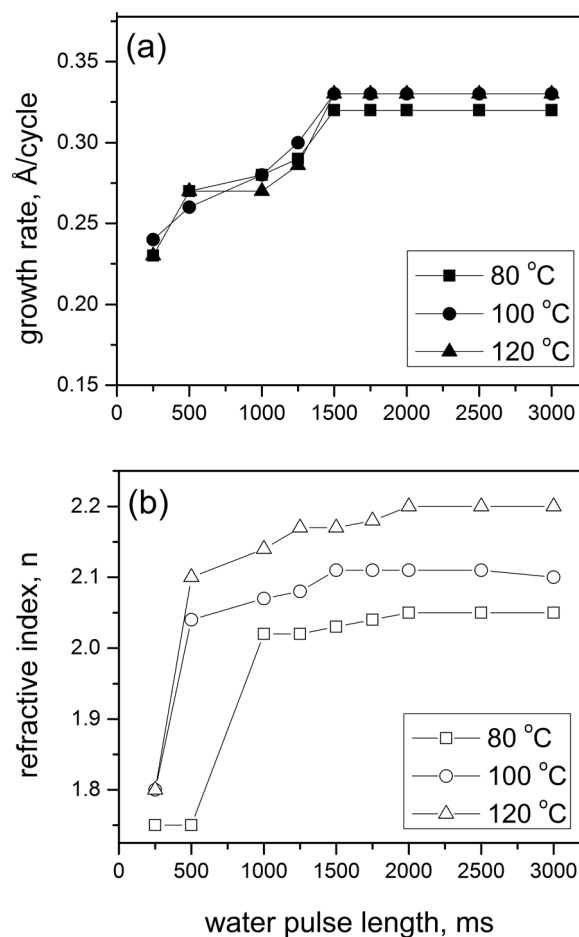 (a)
growth rate, Å/cycle
0.35
0.30
0.25
0.20
0.15
80 °C
100 °C
120 °C
0 500 1000 1500 2000 2500 3000
(b)
refractive index, n
2.2
2.1
2.0
1.9
1.8
80 °C
100 °C
120 °C
0 500 1000 1500 2000 2500 3000
water pulse length, ms